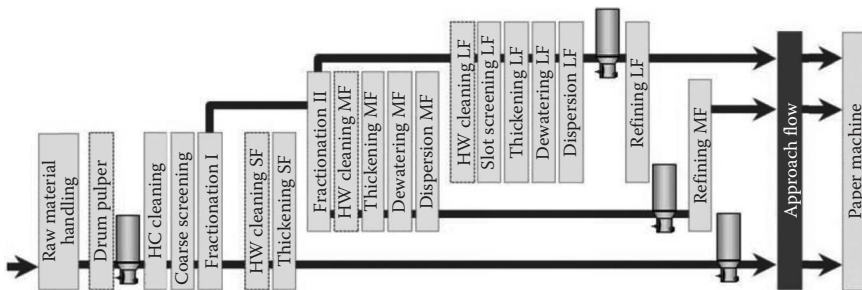 Raw material
handling
Drum pulper
HC cleaning
Coarse screening
Fractionation I
HW cleaning SF
Thickening SF
Fractionation II
HW cleaning MF
Thickening MF
Dewatering MF
Dispersion MF
HW cleaning LF
Slot screening LF
Thickening LF
Dewatering LF
Dispersion LF
Refining LF
Refining MF
Approach flow
Paper machine